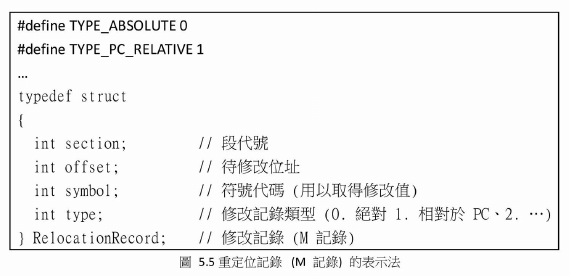 #define TYPE_ABSOLUTE 0
#define TYPE_PC_RELATIVE 1
...
typedef struct
{
  int section;          // 段代號
  int offset;           // 待修改位址
  int symbol;           // 符號代碼 (用以取得修改值)
  int type;             // 修改記錄類型 (0. 絕對 1. 相對於 PC、2. …)
} RelocationRecord;     // 修改記錄 (M 記錄)
圖 5.5 重定位記錄 (M 記錄) 的表示法